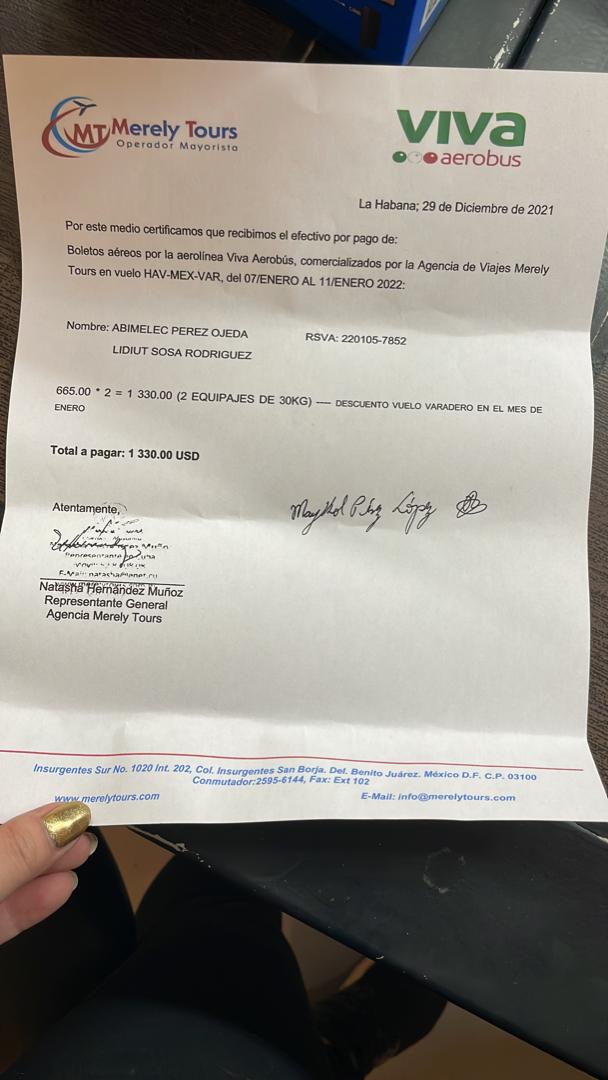 MT Merely Tours
Operador Mayorista
VIVA
aerobus
La Habana; 29 de Diciembre de 2021
Por este medio certificamos que recibimos el efectivo por pago de:
Boletos aéreos por la aerolínea Viva Aerobús, comercializados por la Agencia de Viajes Merely
Tours en vuelo HAV-MEX-VAR, del 07/ENERO AL 11/ENERO 2022:
Nombre: ABIMELEC PEREZ OJEDA RSVA: 220105-7852
LIDIUT SOSA RODRIGUEZ
665.00 * 2 = 1 330.00 (2 EQUIPAJES DE 30KG) ---- DESCUENTO VUELO VARADERO EN EL MES DE
ENERO
Total a pagar: 1 330.00 USD
Atentamente,
López
Natasha Hernández Muñoz
Representante General
Agencia Merely Tours
Insurgentes Sur No. 1020 Int. 202, Col. Insurgentes San Borja. Del. Benito Juárez. México D.F. C.P. 03100
Conmutador:2595-6144, Fax: Ext 102
www.merelytours.com E-Mail: info@merelytours.com